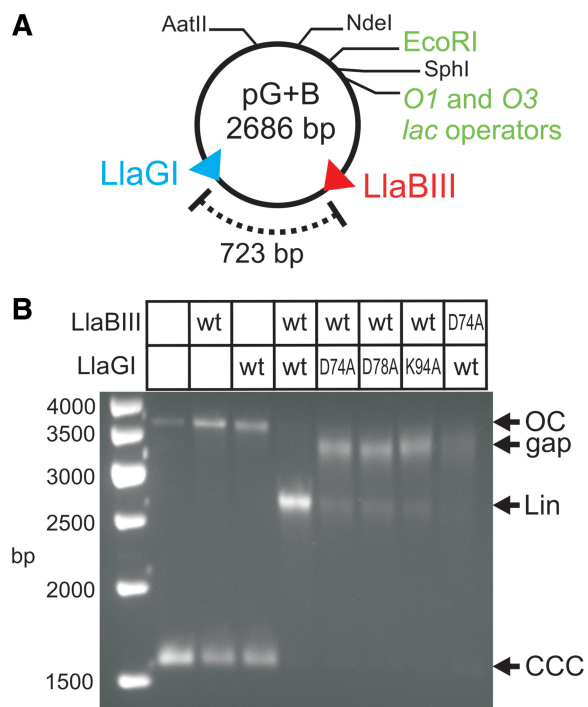 A
AatII
NdeI
EcoRI
SphI
pG+B
2686 bp
O1 and O3
lac operators
LlaGI
LlaBIII
723 bp
B
LlaBIII wt wt wt wt wt D74A
LlaGI wt wt D74A D78A K94A wt
4000
3500
3000
2500
bp
2000
1500
OC
gap
Lin
CCC